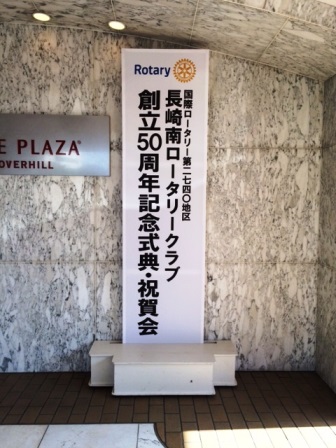 Rotary
国際ロータリー第二七四〇地区
長崎南ロータリークラブ
創立50周年記念式典・祝賀会
E PLAZA
OVERHILL